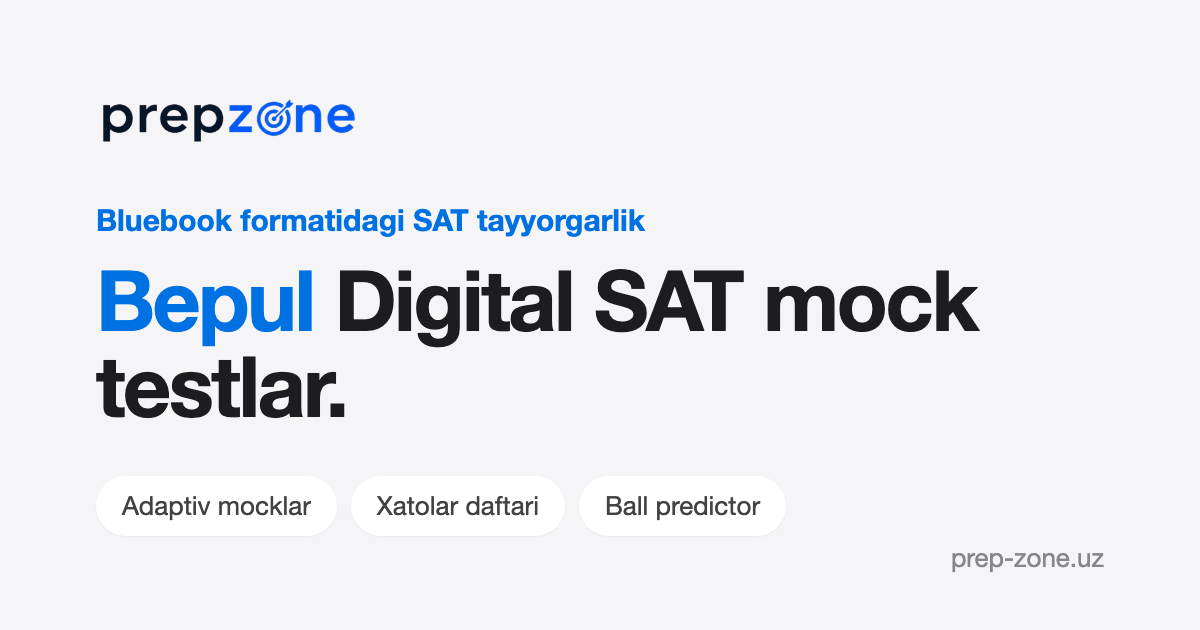 prepzone
Bluebook formatidagi SAT tayyorgarlik
Bepul Digital SAT mock
testlar.
Adaptiv mocklar
Xatolar daftari
Ball predictor
prep-zone.uz